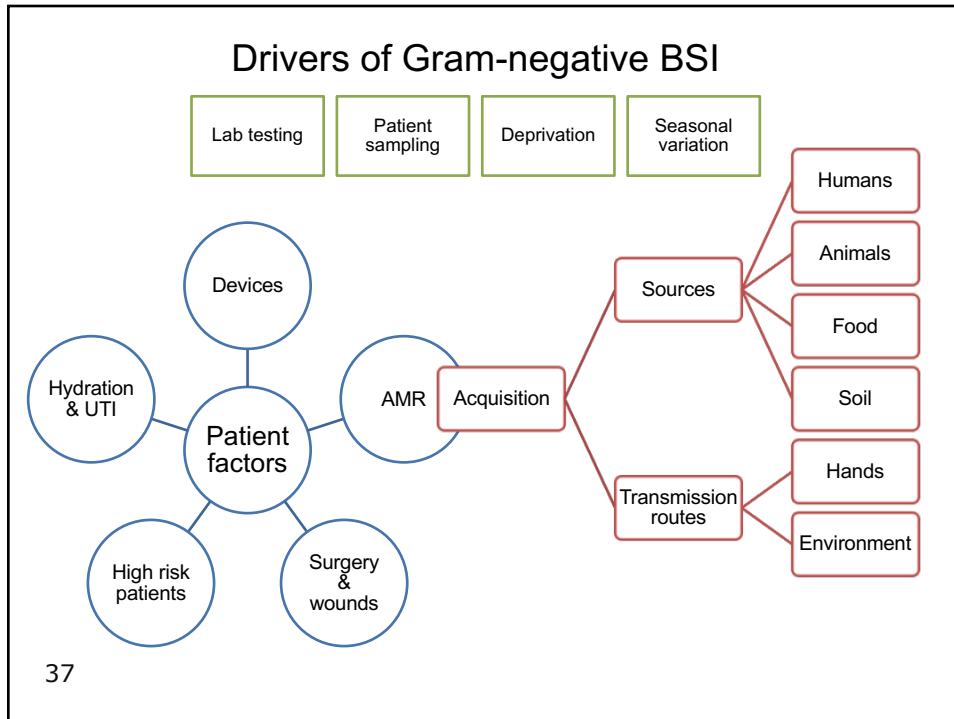 Drivers of Gram-negative BSI
Lab testing
Patient
sampling
Deprivation
Seasonal
variation
Devices
Hydration
& UTI
Patient
factors
AMR
High risk
patients
Surgery
&
wounds
Acquisition
Sources
Transmission
routes
Humans
Animals
Food
Soil
Hands
Environment
37